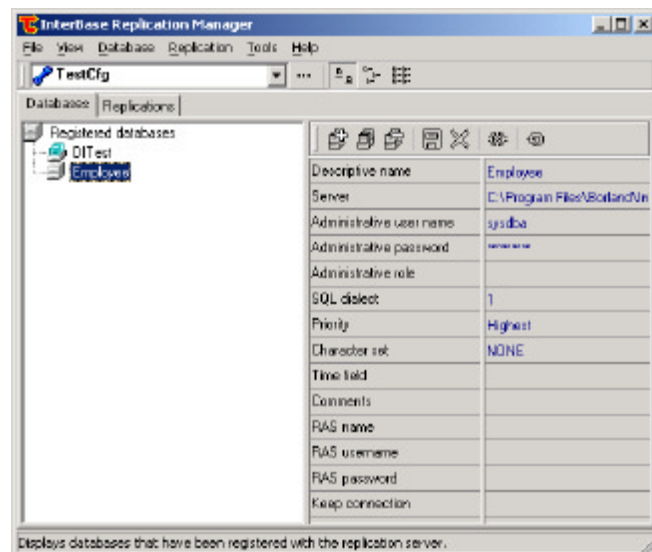 InterBase Replication Manager
File View Database Replication Tools Help
TestCfg
Databases Replications
Registered databases
DITest
Employee
Descriptive name Employee
Server C:\Program Files\Borland\In
Administrative user name sysdba
Administrative password ********
Administrative role
SQL dialect 1
Priority Highest
Character set NONE
Time field
Comments
RAS name
RAS username
RAS password
Keep connection
Displays databases that have been registered with the replication server.